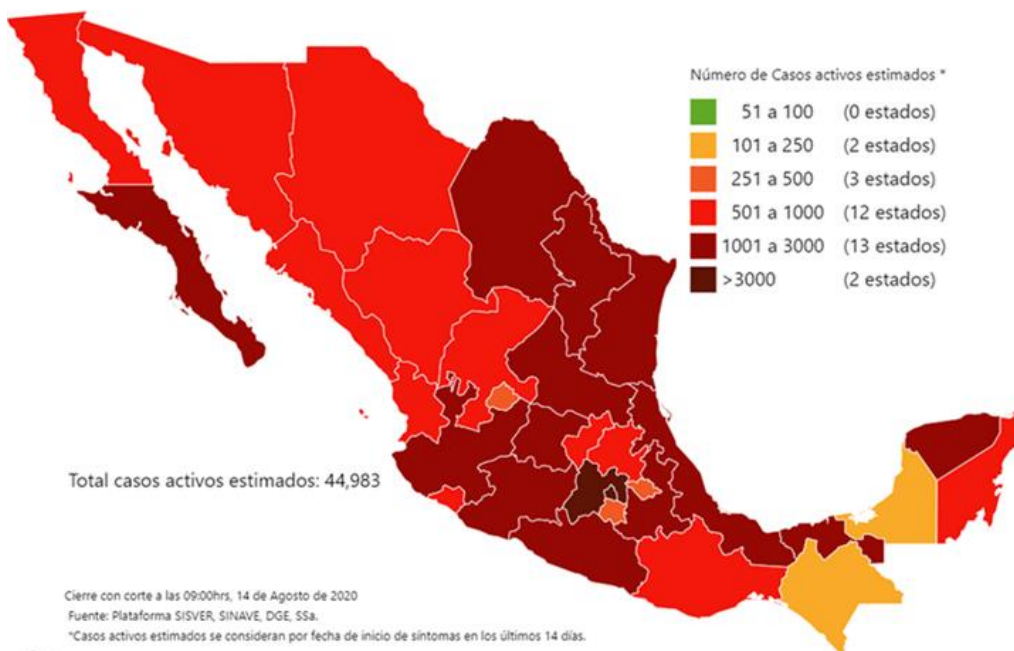 Número de Casos activos estimados *
51 a 100 (0 estados)
101 a 250 (2 estados)
251 a 500 (3 estados)
501 a 1000 (12 estados)
1001 a 3000 (13 estados)
>3000 (2 estados)
Total casos activos estimados: 44,983
Cierre con corte a las 09:00hrs, 14 de Agosto de 2020
Fuente: Plataforma SISVER, SINAVE, DGE, SSa.
*Casos activos estimados se consideran por fecha de inicio de síntomas en los últimos 14 días.